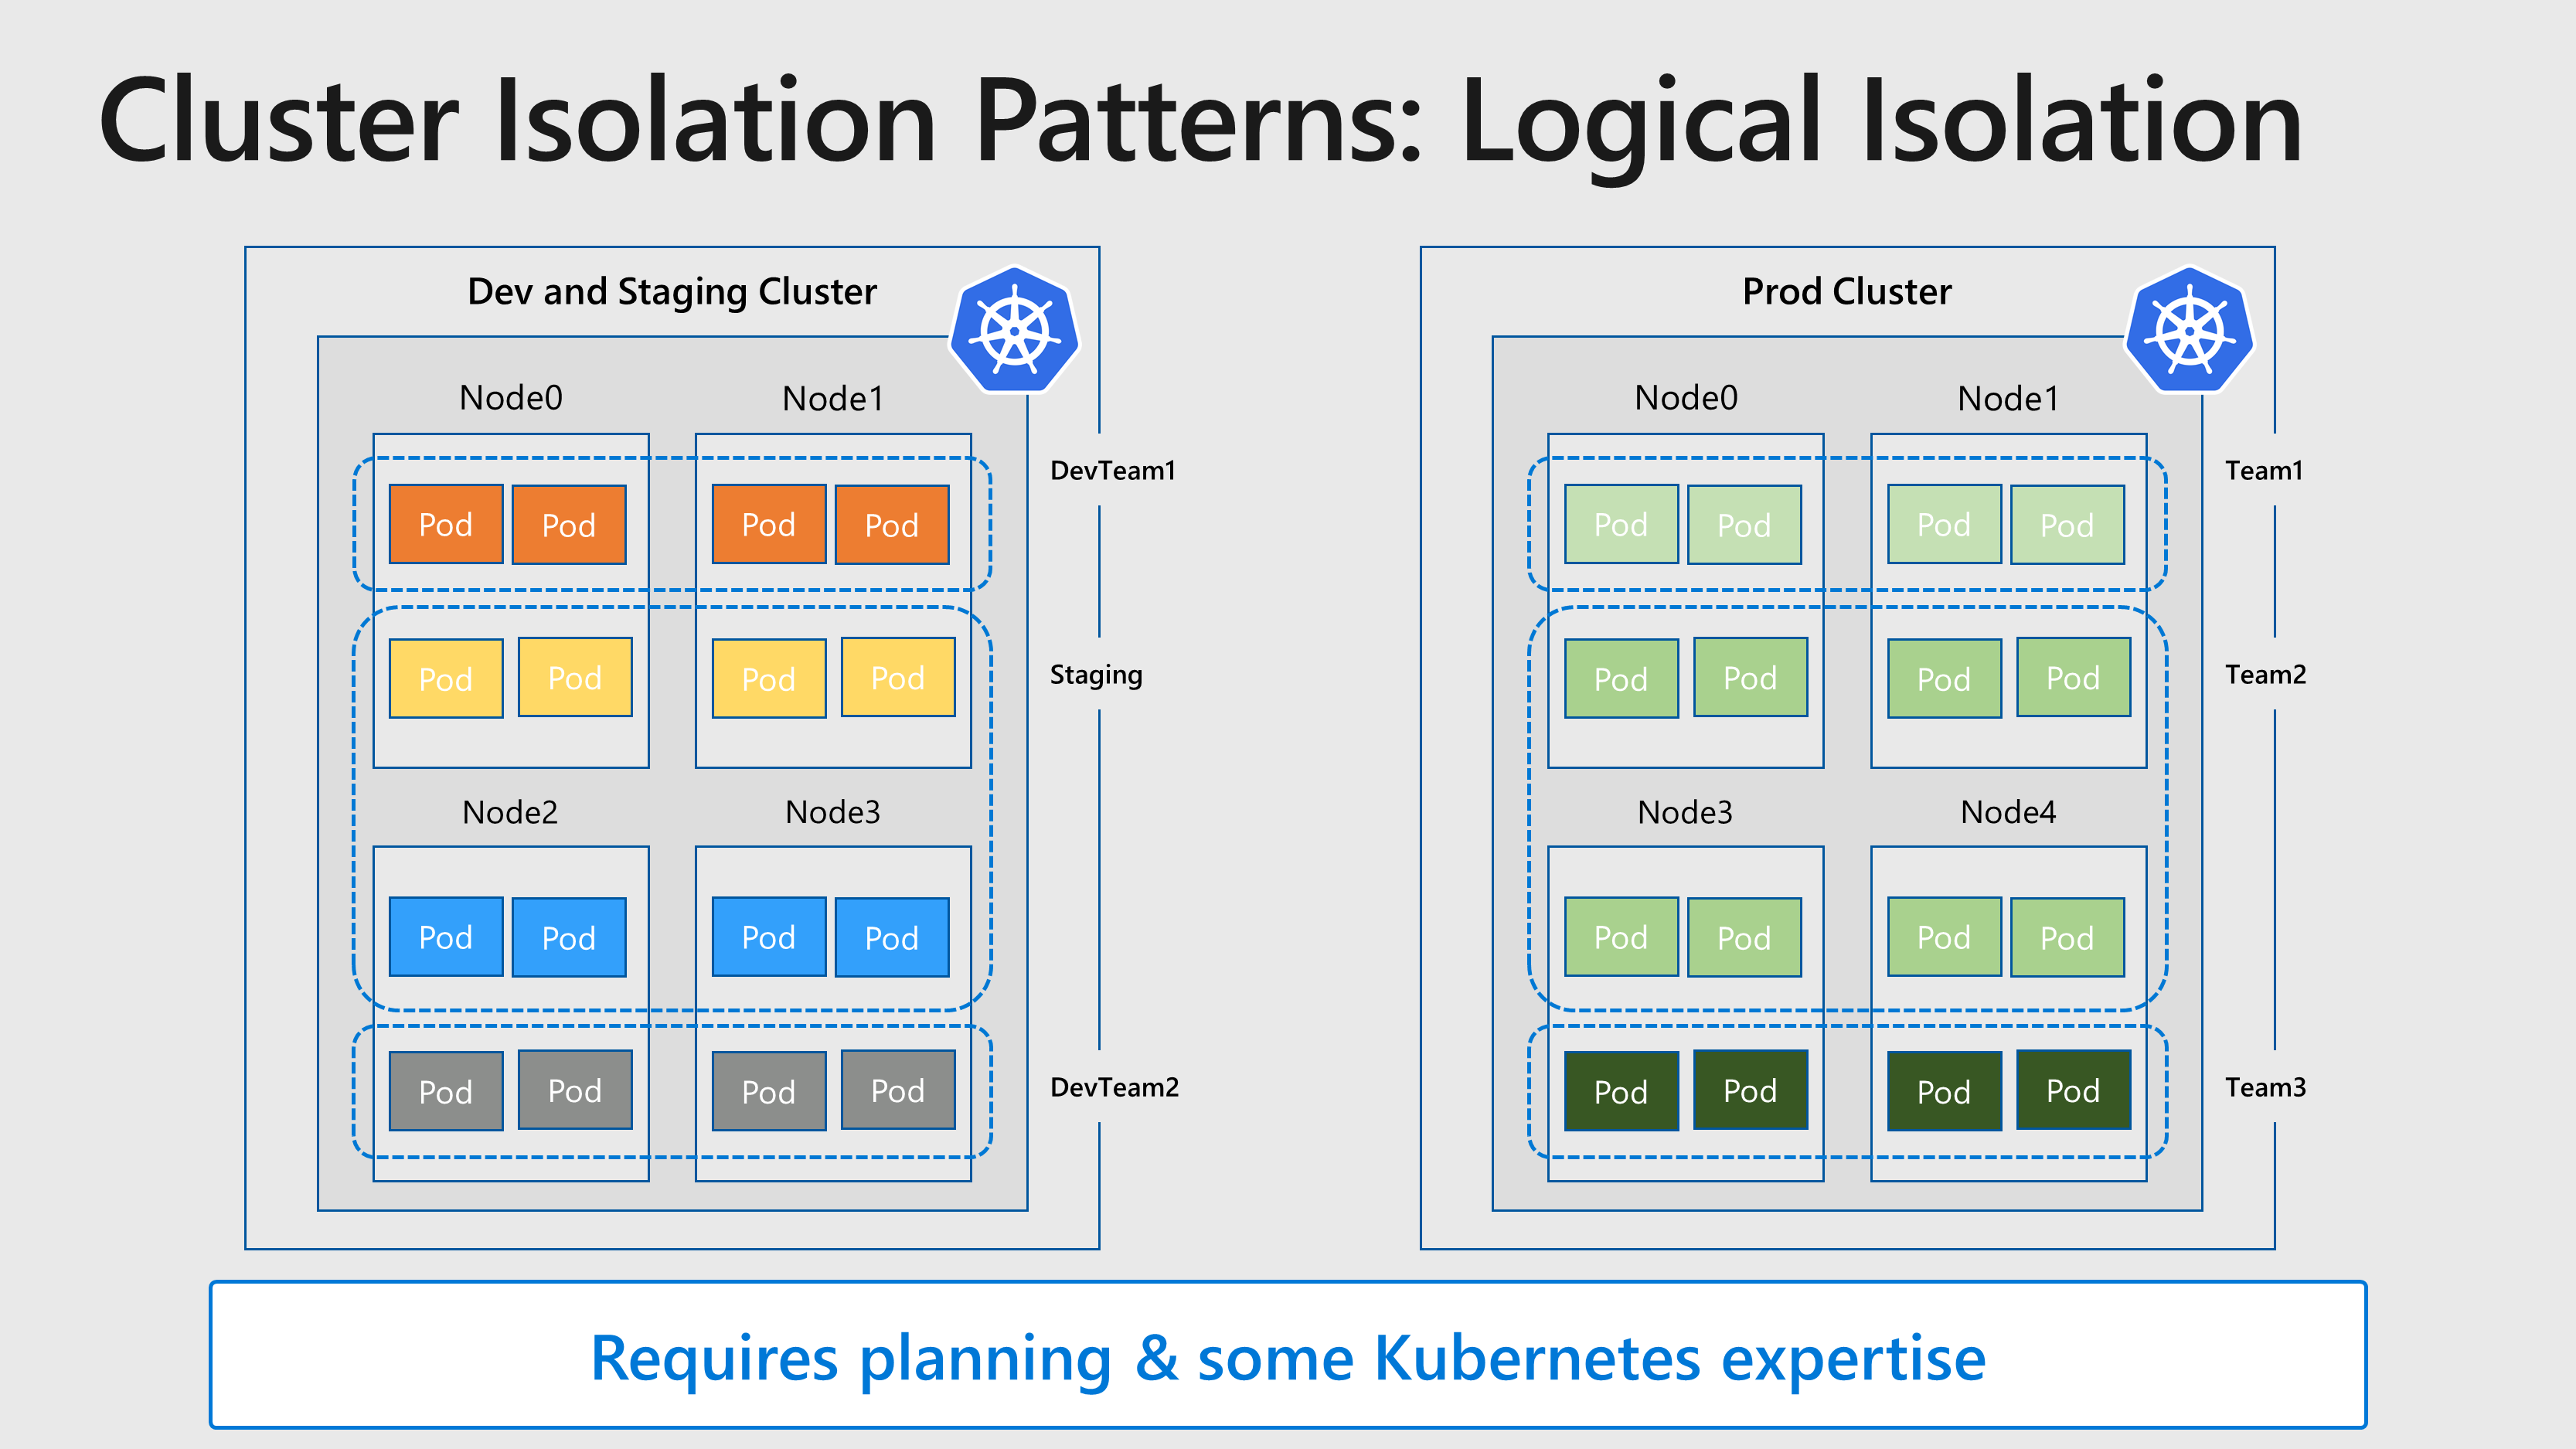 Cluster Isolation Patterns: Logical Isolation
Dev and Staging Cluster
Node0 Node1
DevTeam1
Pod Pod Pod Pod
Staging
Pod Pod Pod Pod
Node2 Node3
Pod Pod Pod Pod
DevTeam2
Pod Pod Pod Pod
Prod Cluster
Node0 Node1
Team1
Pod Pod Pod Pod
Team2
Pod Pod Pod Pod
Node3 Node4
Pod Pod Pod Pod
Team3
Pod Pod Pod Pod
Requires planning & some Kubernetes expertise